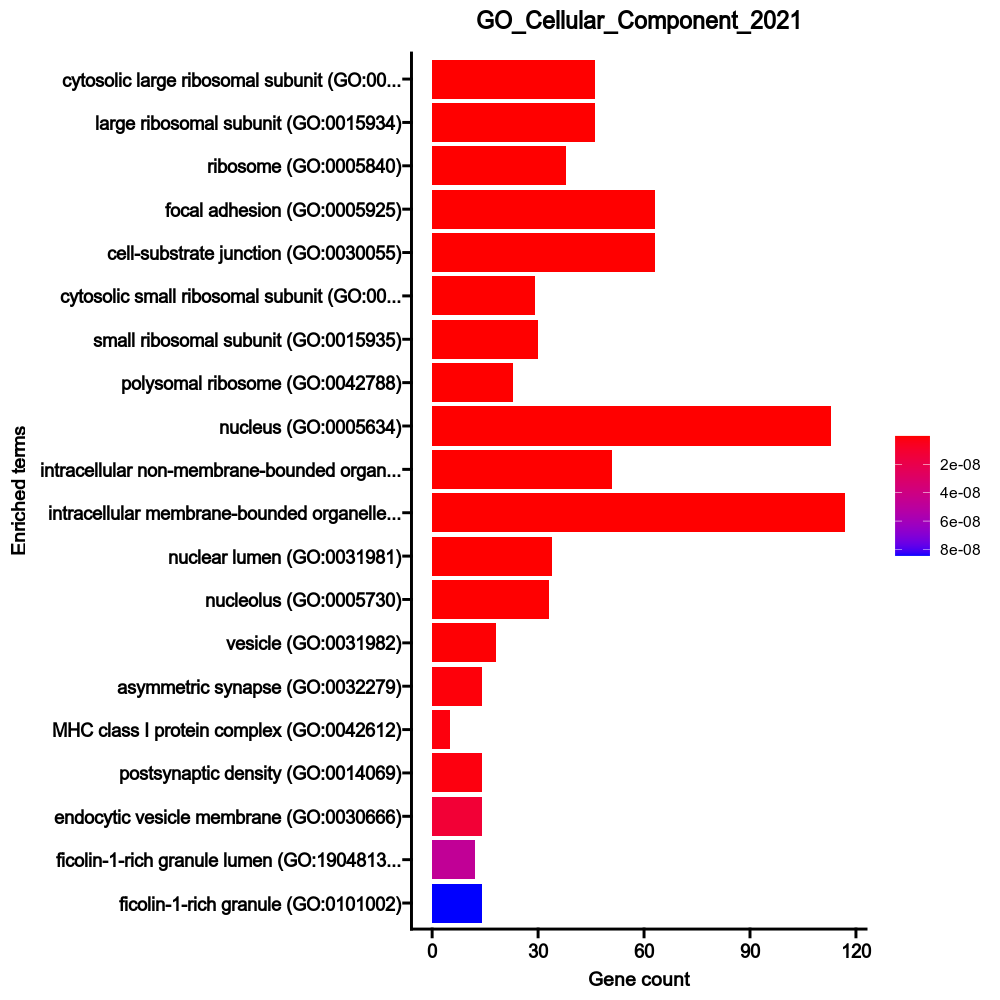 GO_Cellular_Component_2021
cytosolic large ribosomal subunit (GO:00...
large ribosomal subunit (GO:0015934)
ribosome (GO:0005840)
focal adhesion (GO:0005925)
cell-substrate junction (GO:0030055)
cytosolic small ribosomal subunit (GO:00...
small ribosomal subunit (GO:0015935)
polysomal ribosome (GO:0042788)
nucleus (GO:0005634)
intracellular non-membrane-bounded organ...
intracellular membrane-bounded organelle...
nuclear lumen (GO:0031981)
nucleolus (GO:0005730)
vesicle (GO:0031982)
asymmetric synapse (GO:0032279)
MHC class I protein complex (GO:0042612)
postsynaptic density (GO:0014069)
endocytic vesicle membrane (GO:0030666)
ficolin-1-rich granule lumen (GO:1904813...
ficolin-1-rich granule (GO:0101002)
Enriched terms
0 30 60 90 120
Gene count
2e-08
4e-08
6e-08
8e-08